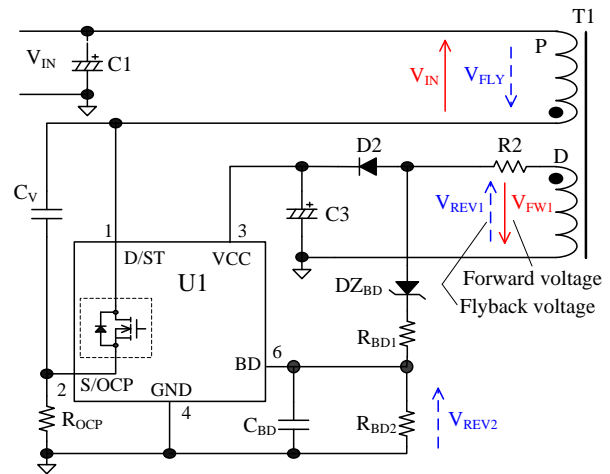 T1
V_IN
C1
P
V_IN
V_FLY
D2
R2
D
C_V
C3
V_REV1
V_FW1
1
3
D/ST
VCC
U1
Forward voltage
Flyback voltage
DZ_BD
R_BD1
BD
6
2
S/OCP
GND
4
R_OCP
C_BD
R_BD2
V_REV2